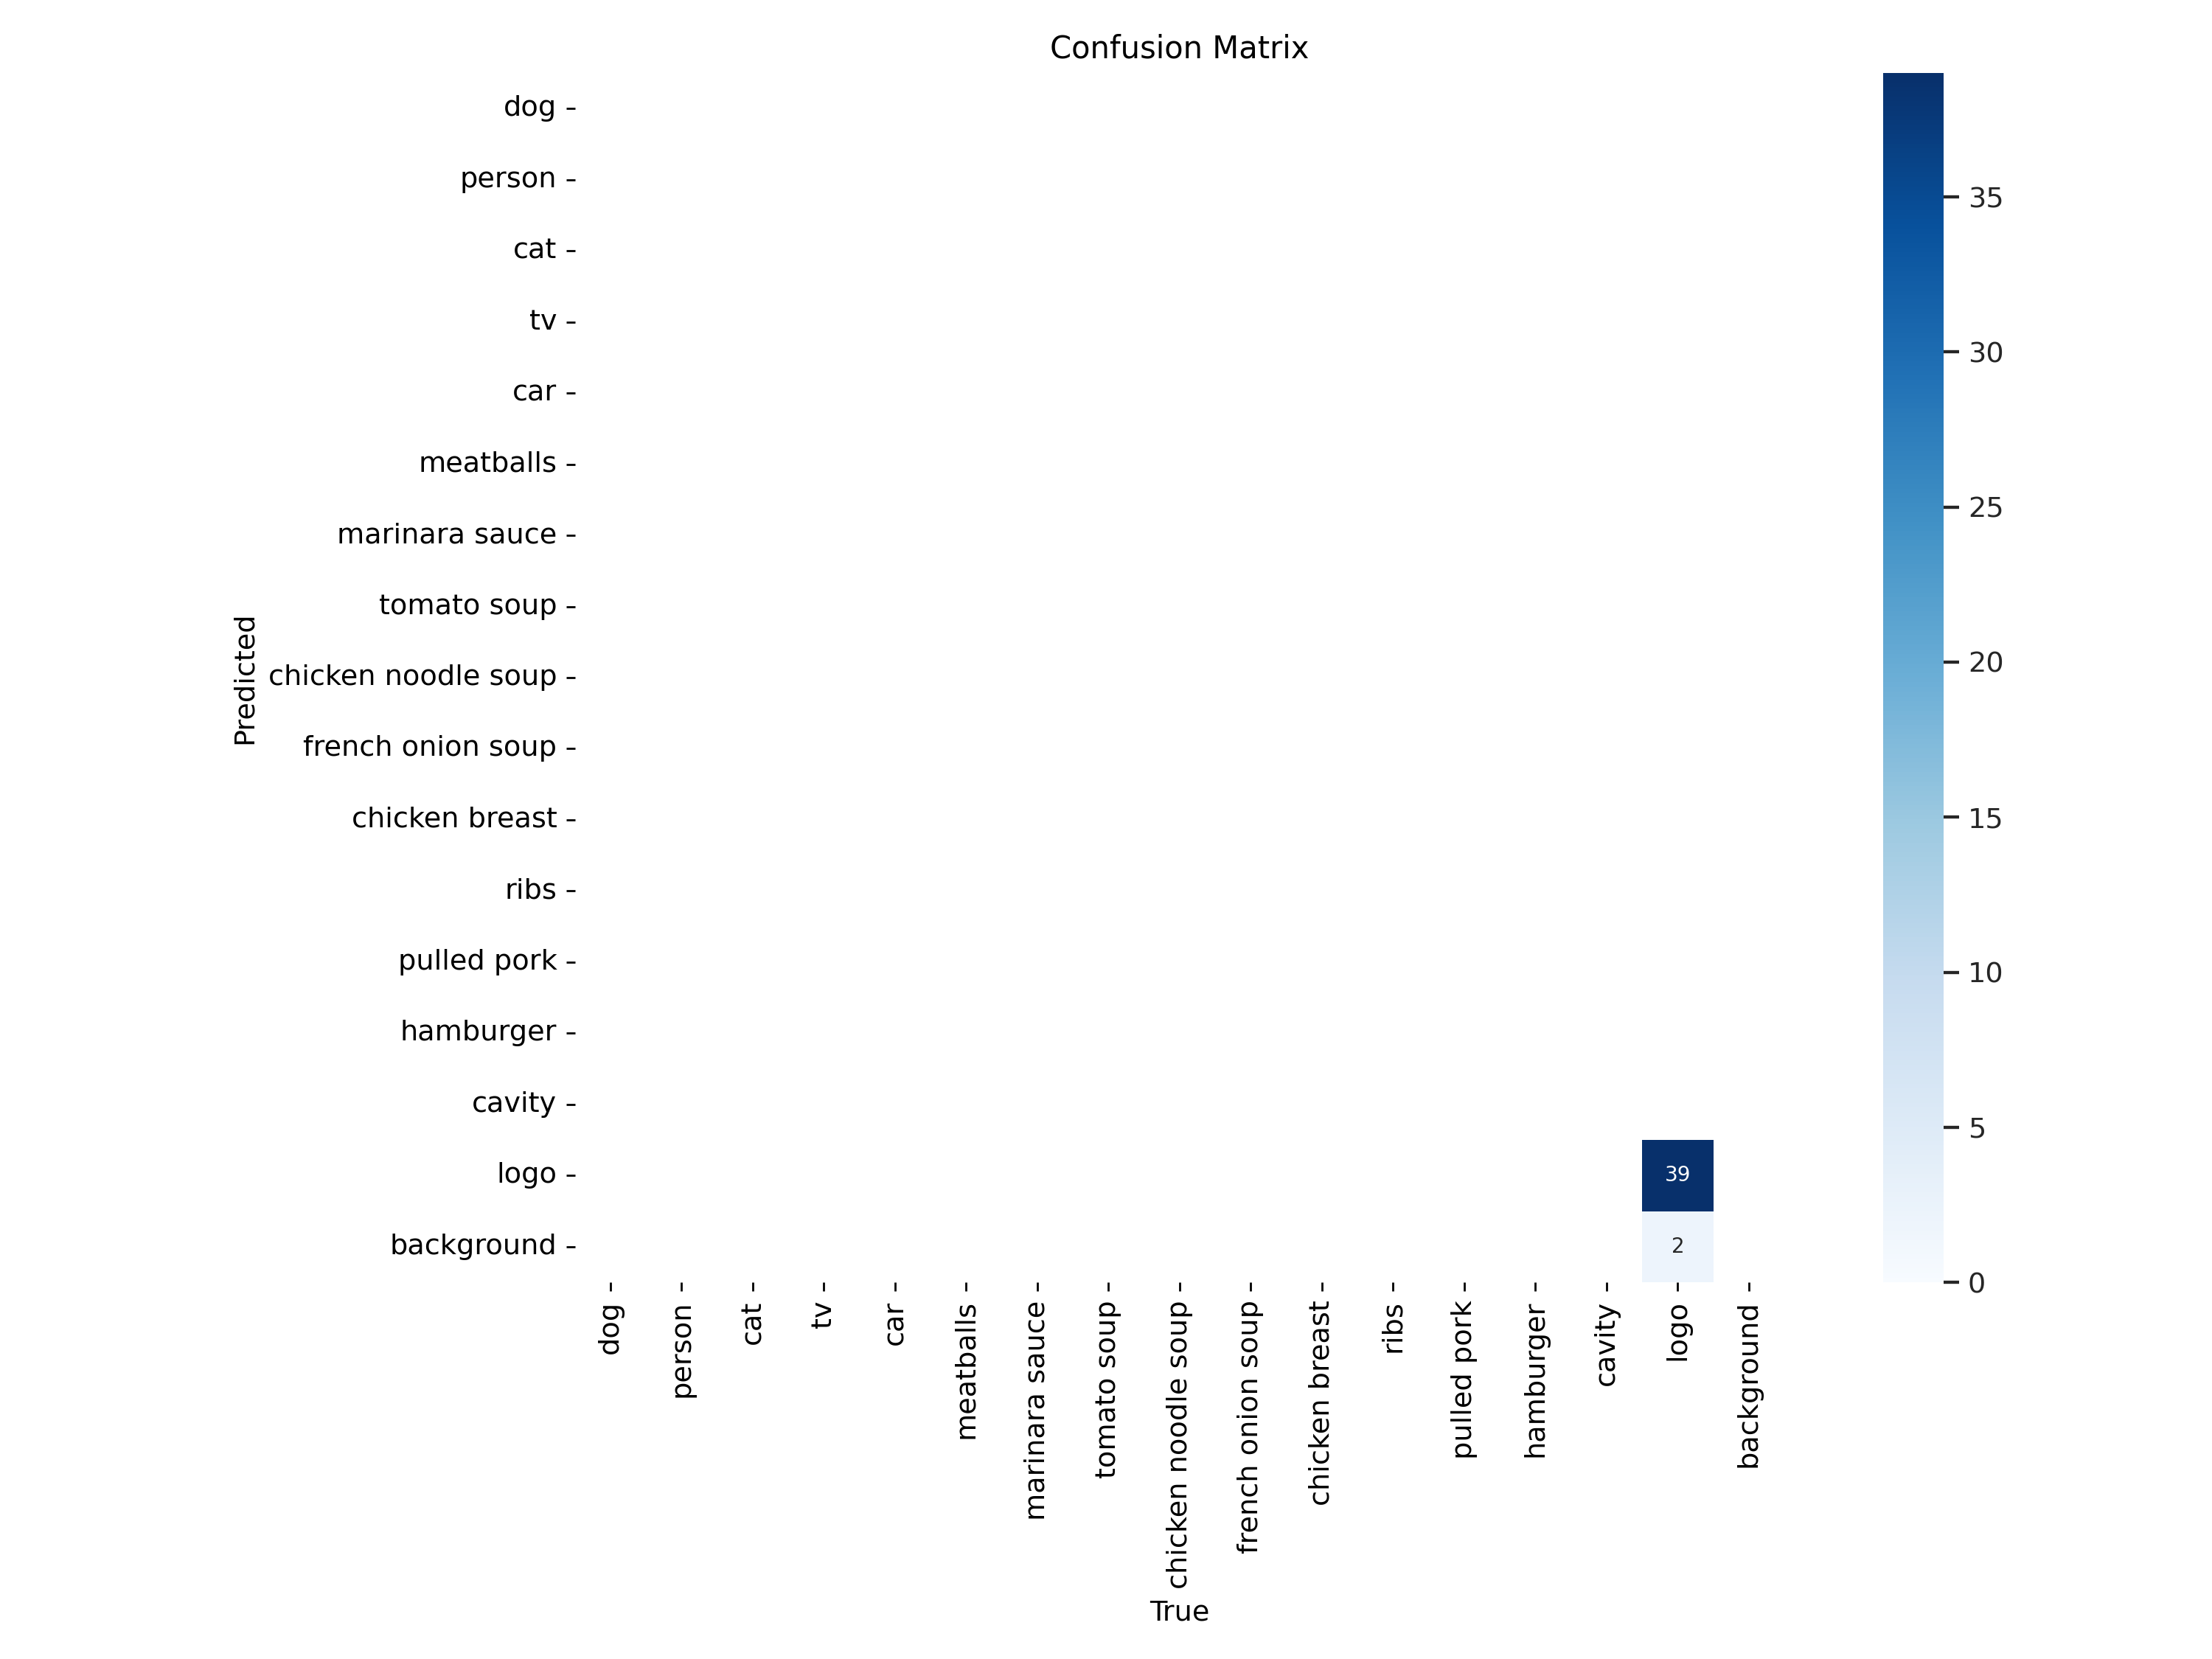 Confusion Matrix
dog
person
cat
tv
car
meatballs
marinara sauce
tomato soup
chicken noodle soup
french onion soup
chicken breast
ribs
pulled pork
hamburger
cavity
logo
background
Predicted
39
2
dog
person
cat
tv
car
meatballs
marinara sauce
tomato soup
chicken noodle soup
french onion soup
chicken breast
ribs
pulled pork
hamburger
cavity
logo
background
True
35
30
25
20
15
10
5
0